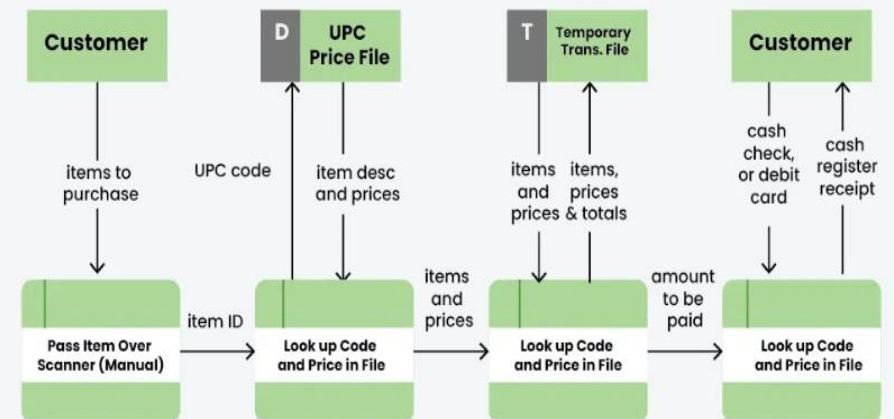 Customer
D
UPC
Price File
T
Temporary
Trans. File
Customer
items to
purchase
UPC code
item desc
and prices
items
and
prices
items,
prices
& totals
cash
check,
or debit
card
cash
register
receipt
item ID
items
and
prices
amount
to be
paid
Pass Item Over
Scanner (Manual)
Look up Code
and Price in File
Look up Code
and Price in File
Look up Code
and Price in File